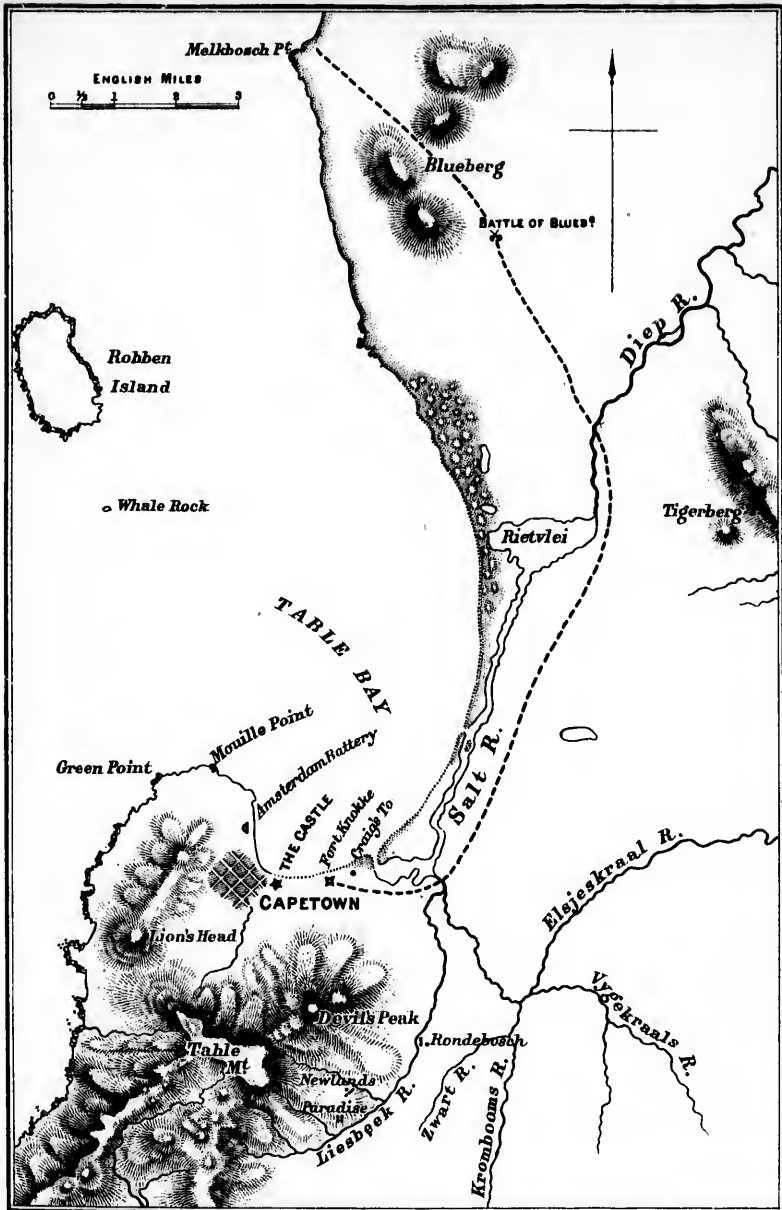 Melkbosch Pt.
ENGLISH MILES
0 ½ 1 2 3
Blueberg
BATTLE OF BLUEBG.
Diep R.
Robben
Island
Whale Rock
Tigerberg
Rietvlei
TABLE BAY
Mouille Point
Green Point
Amsterdam Battery
THE CASTLE
Fort Knokke
Craig's To
Salt R.
CAPETOWN
Elsjeskraal R.
Lion's Head
Vygekraals R.
Devil's Peak
Rondebosch
Table
Mt.
Newlands
Paradise
Zwart R.
Liesbeek R.
Krombooms R.